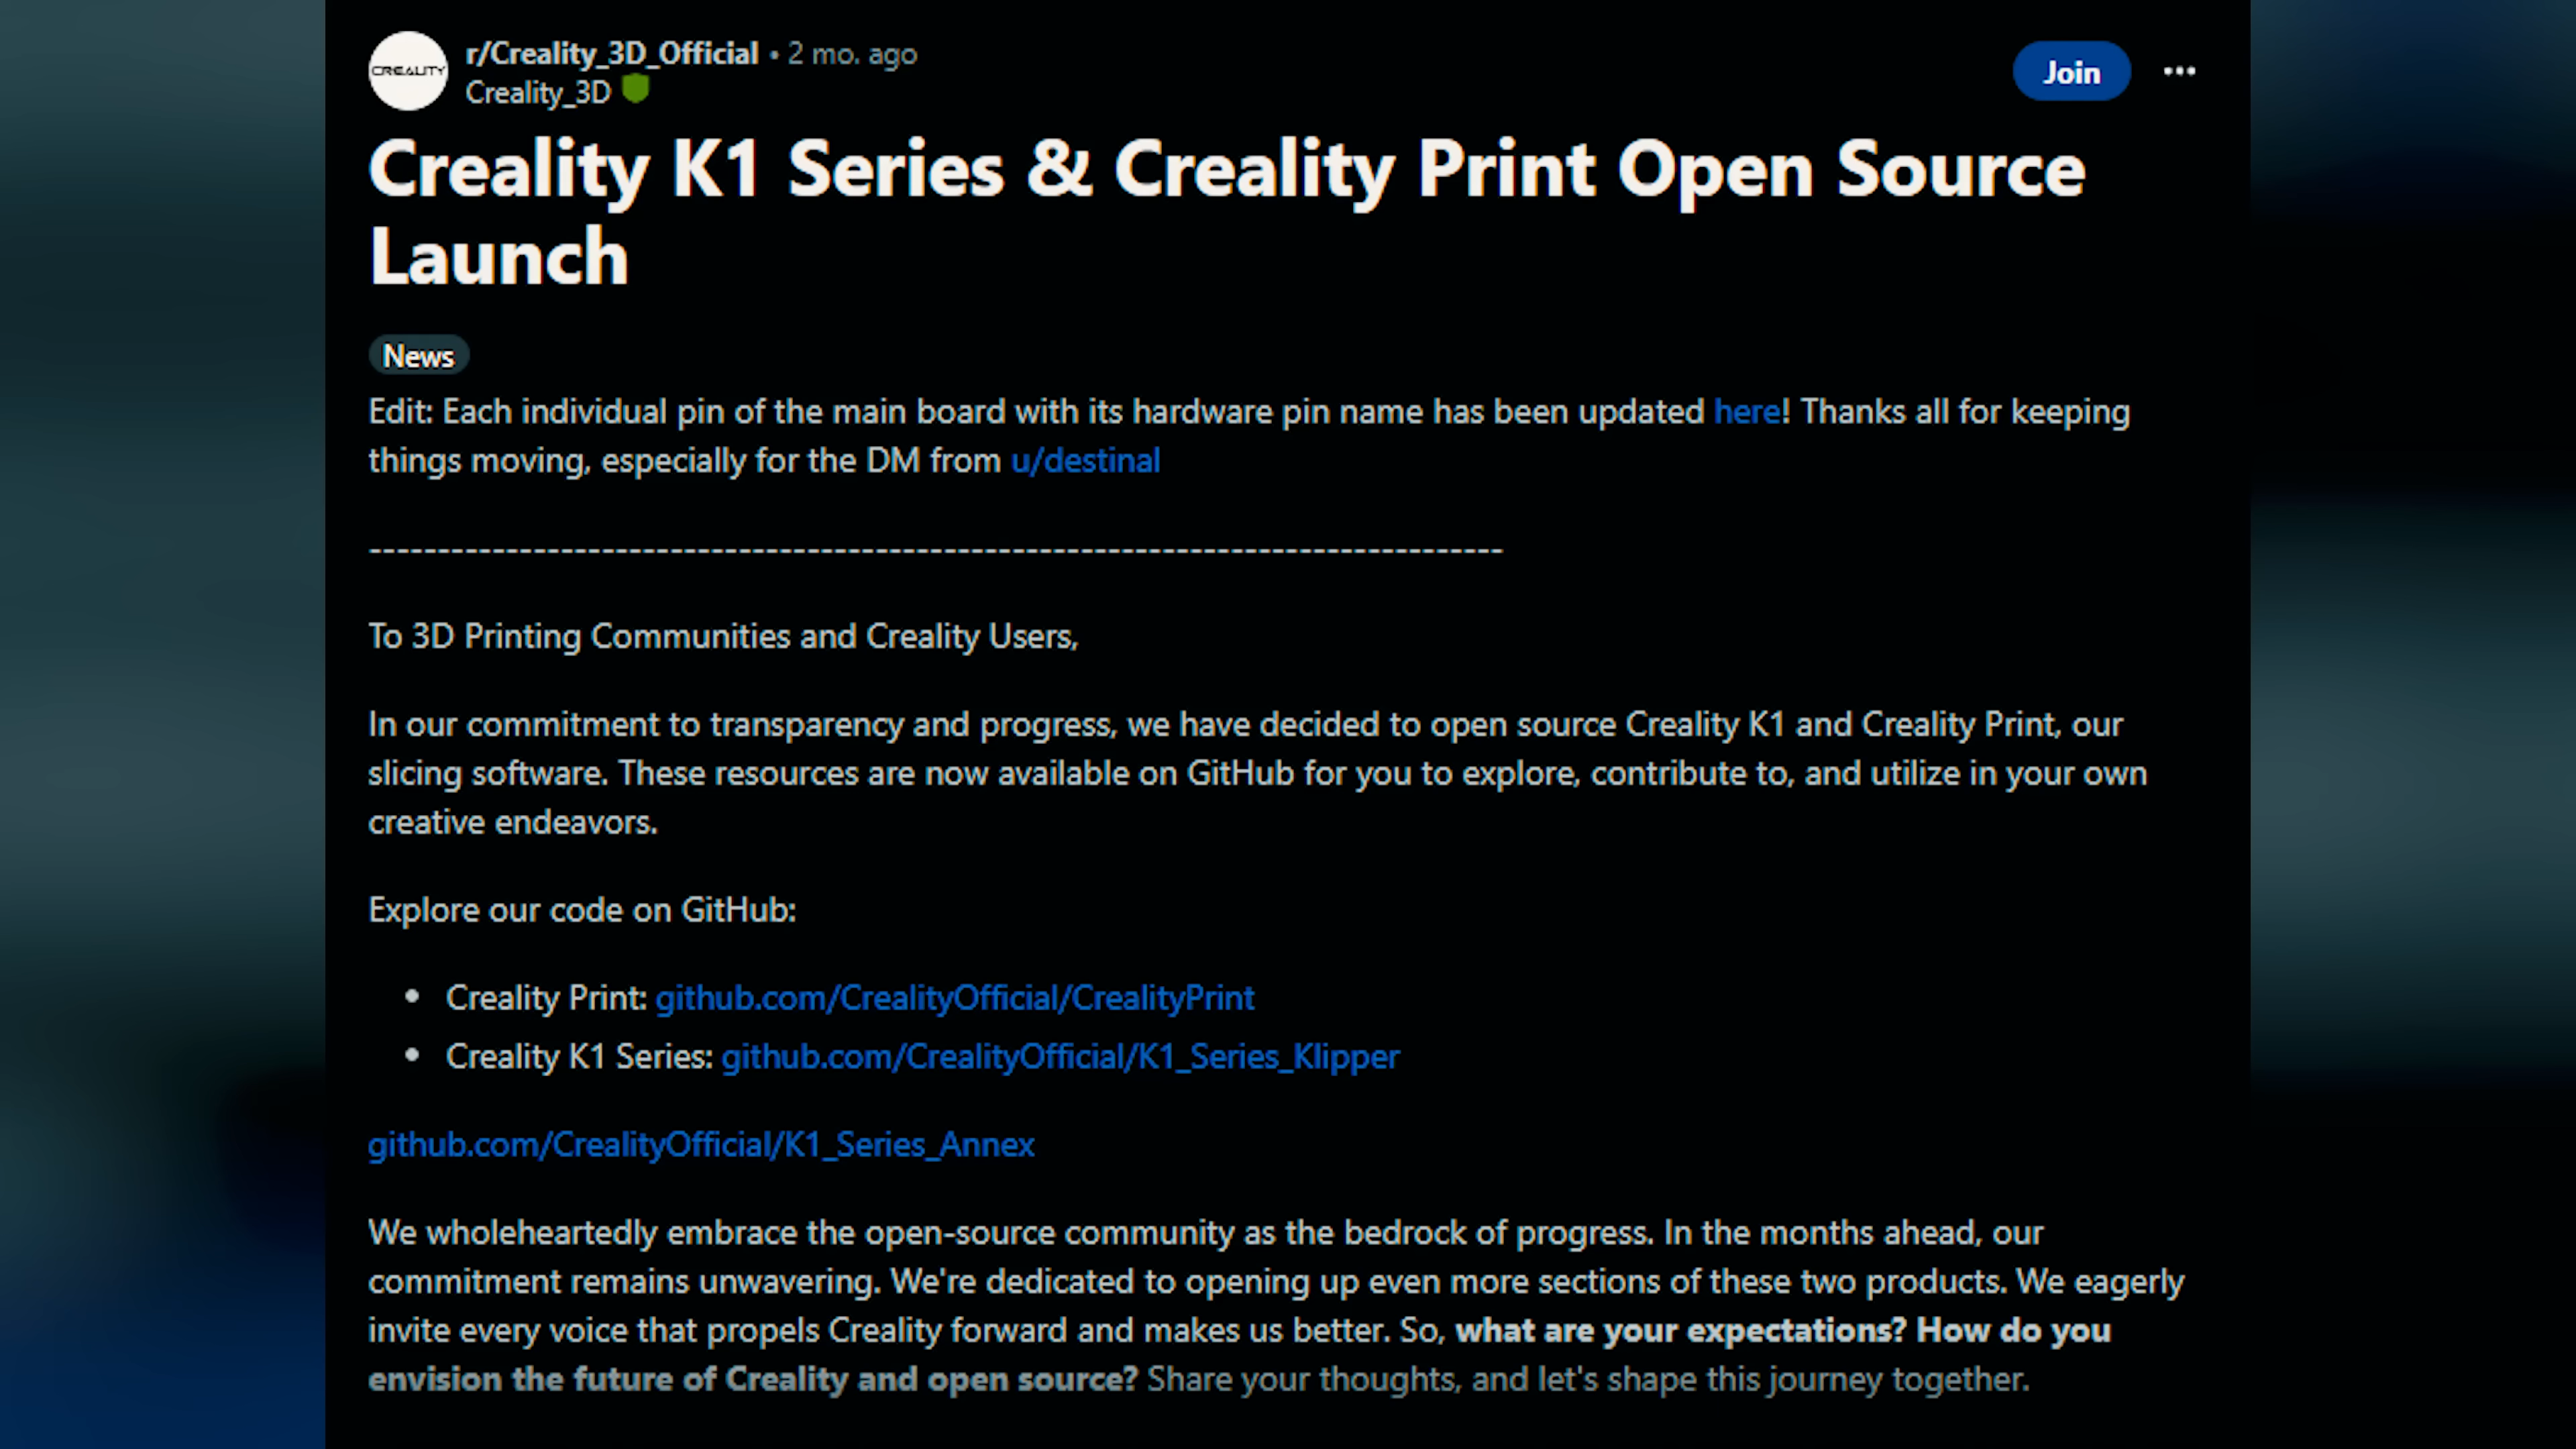 CREALITY
r/Creality_3D_Official • 2 mo. ago
Creality_3D
Join
Creality K1 Series & Creality Print Open Source
Launch
News
Edit: Each individual pin of the main board with its hardware pin name has been updated here! Thanks all for keeping
things moving, especially for the DM from u/destinal
-----------------------------------------------------------------------------------
To 3D Printing Communities and Creality Users,
In our commitment to transparency and progress, we have decided to open source Creality K1 and Creality Print, our
slicing software. These resources are now available on GitHub for you to explore, contribute to, and utilize in your own
creative endeavors.
Explore our code on GitHub:
• Creality Print: github.com/CrealityOfficial/CrealityPrint
• Creality K1 Series: github.com/CrealityOfficial/K1_Series_Klipper
github.com/CrealityOfficial/K1_Series_Annex
We wholeheartedly embrace the open-source community as the bedrock of progress. In the months ahead, our
commitment remains unwavering. We're dedicated to opening up even more sections of these two products. We eagerly
invite every voice that propels Creality forward and makes us better. So, what are your expectations? How do you
envision the future of Creality and open source? Share your thoughts, and let's shape this journey together.